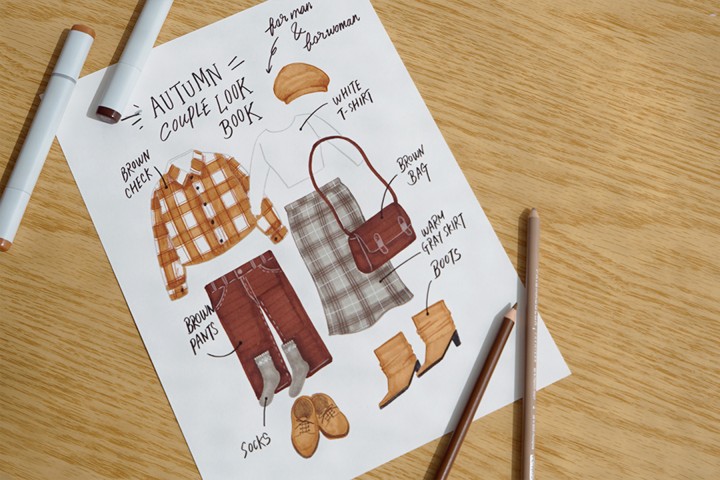 for man
&
for woman
AUTUMN
COUPLE LOOK
BOOK
WHITE
T-SHIRT
BROWN
CHECK
BROWN
BAG
WARM
GRAY SKIRT
BOOTS
BROWN
PANTS
SOCKS